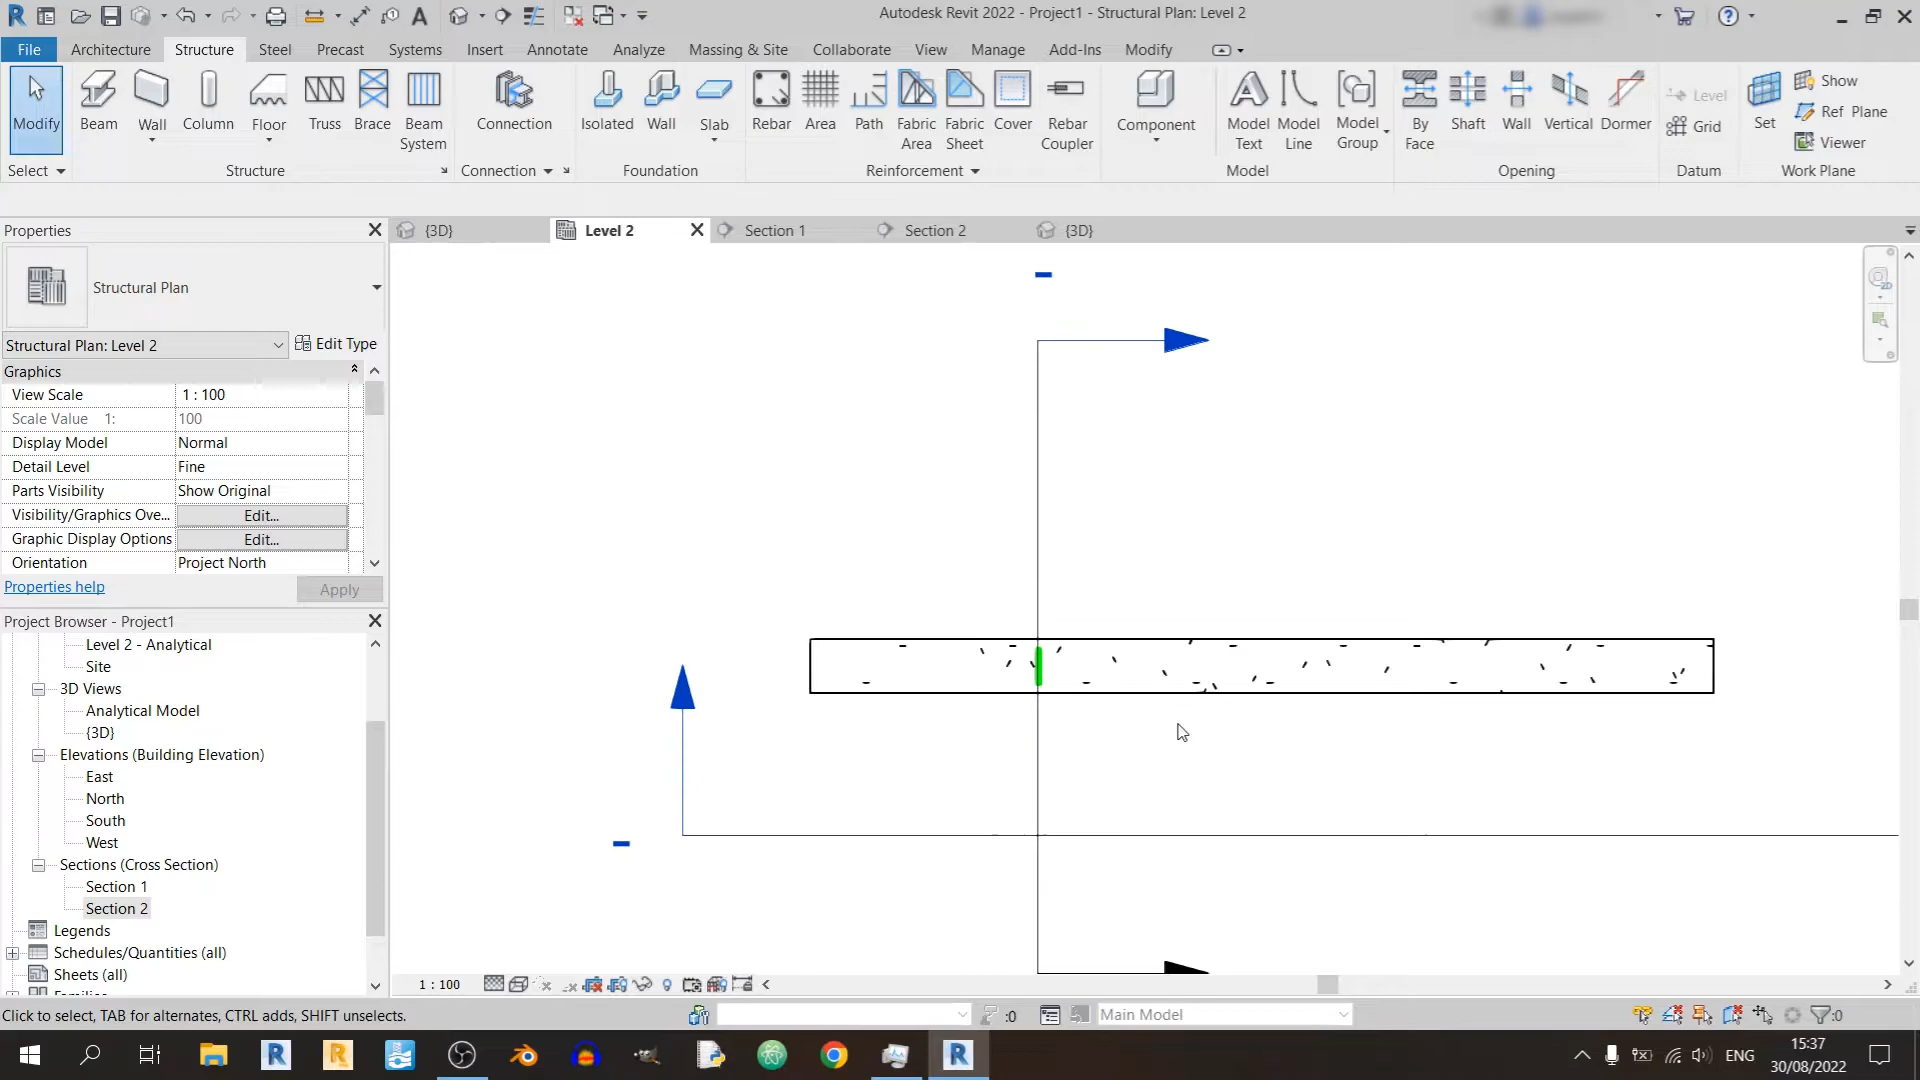 Autodesk Revit 2022 - Project1 - Structural Plan: Level 2
File Architecture Structure Steel Precast Systems Insert Annotate Analyze Massing & Site Collaborate View Manage Add-Ins Modify
Modify Beam Wall Column Floor Truss Brace Beam System Connection Isolated Wall Slab Rebar Area Path Fabric Area Fabric Sheet Cover Rebar Coupler Component Model Text Model Line Model Group By Face Shaft Wall Vertical Dormer Level Grid Set Show Ref Plane Viewer
Select Structure Connection Foundation Reinforcement Model Opening Datum Work Plane
Properties
{3D} Level 2 Section 1 Section 2 {3D}
Structural Plan
Structural Plan: Level 2 Edit Type
Graphics
View Scale 1 : 100
Scale Value 1: 100
Display Model Normal
Detail Level Fine
Parts Visibility Show Original
Visibility/Graphics Ove... Edit...
Graphic Display Options Edit...
Orientation Project North
Properties help Apply
Project Browser - Project1
Level 2 - Analytical
Site
3D Views
Analytical Model
{3D}
Elevations (Building Elevation)
East
North
South
West
Sections (Cross Section)
Section 1
Section 2
Legends
Schedules/Quantities (all)
Sheets (all)
1 : 100
Click to select, TAB for alternates, CTRL adds, SHIFT unselects.
:0
Main Model
:0
ENG
15:37
30/08/2022